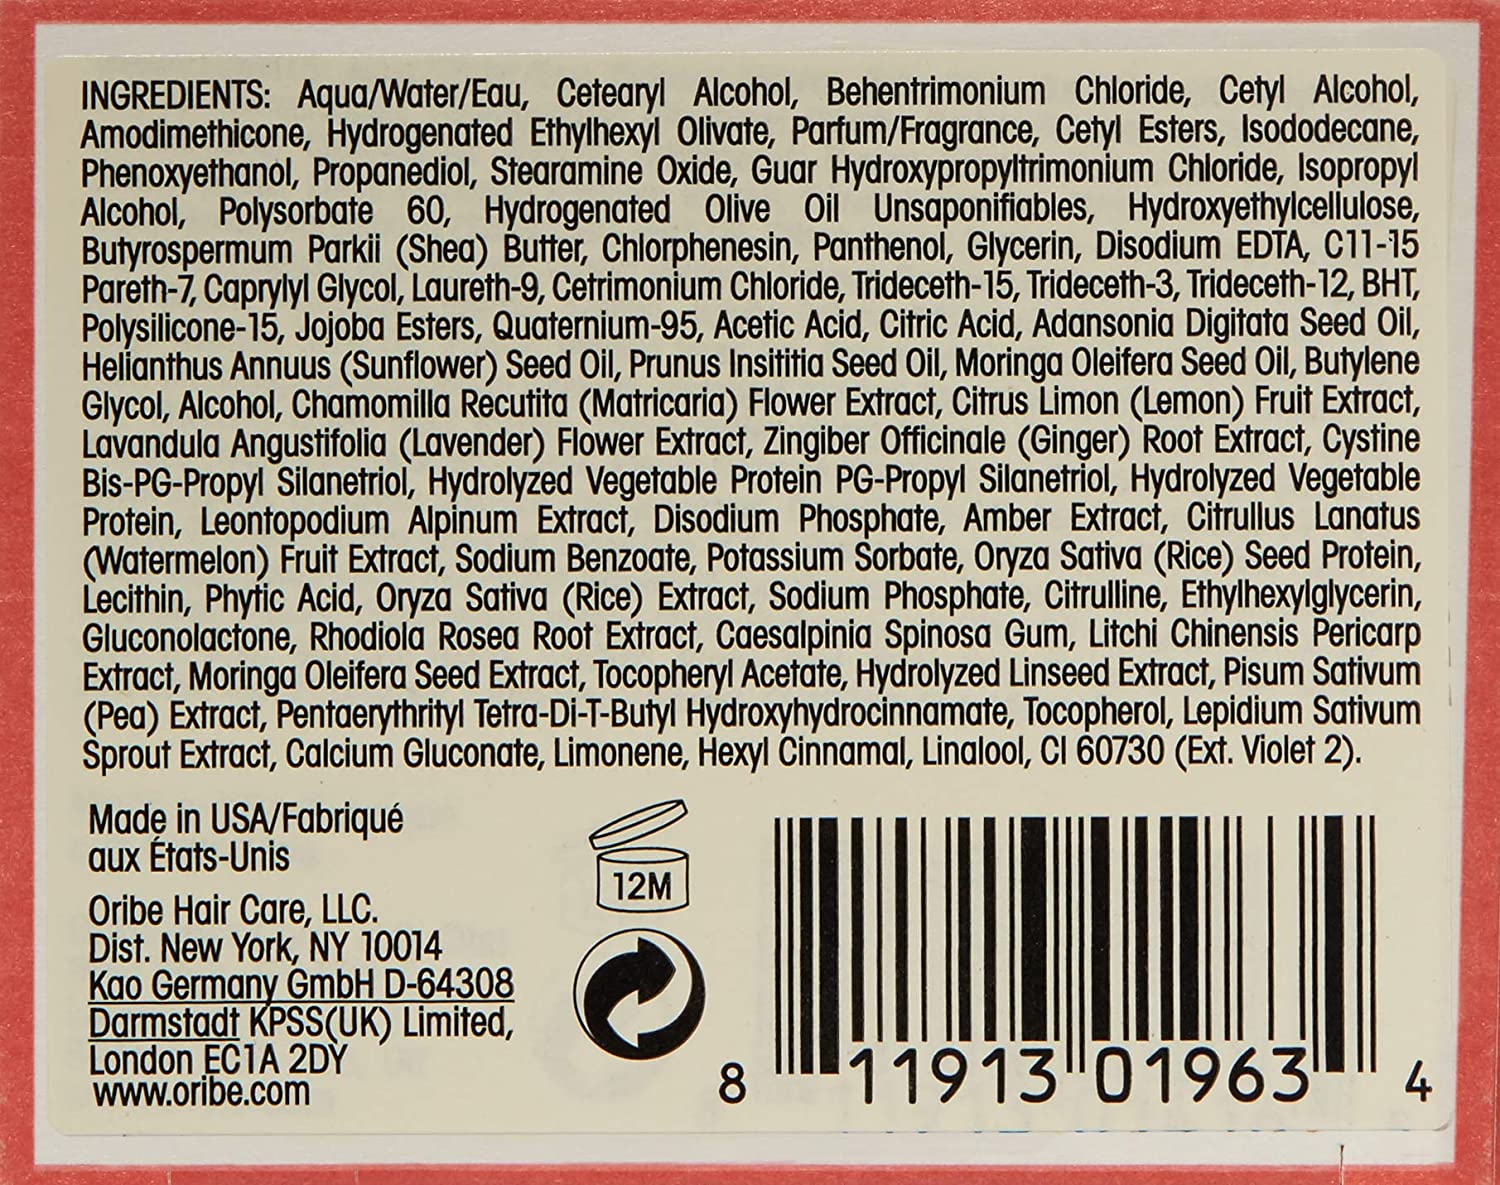 INGREDIENTS: Aqua/Water/Eau, Cetearyl Alcohol, Behentrimonium Chloride, Cetyl Alcohol,
Amodimethicone, Hydrogenated Ethylhexyl Olivate, Parfum/Fragrance, Cetyl Esters, Isododecane,
Phenoxyethanol, Propanediol, Stearamine Oxide, Guar Hydroxypropyltrimonium Chloride, Isopropyl
Alcohol, Polysorbate 60, Hydrogenated Olive Oil Unsaponifiables, Hydroxyethylcellulose,
Butyrospermum Parkii (Shea) Butter, Chlorphenesin, Panthenol, Glycerin, Disodium EDTA, C11-15
Pareth-7, Caprylyl Glycol, Laureth-9, Cetrimonium Chloride, Trideceth-15, Trideceth-3, Trideceth-12, BHT,
Polysilicone-15, Jojoba Esters, Quaternium-95, Acetic Acid, Citric Acid, Adansonia Digitata Seed Oil,
Helianthus Annuus (Sunflower) Seed Oil, Prunus Insititia Seed Oil, Moringa Oleifera Seed Oil, Butylene
Glycol, Alcohol, Chamomilla Recutita (Matricaria) Flower Extract, Citrus Limon (Lemon) Fruit Extract,
Lavandula Angustifolia (Lavender) Flower Extract, Zingiber Officinale (Ginger) Root Extract, Cystine
Bis-PG-Propyl Silanetriol, Hydrolyzed Vegetable Protein PG-Propyl Silanetriol, Hydrolyzed Vegetable
Protein, Leontopodium Alpinum Extract, Disodium Phosphate, Amber Extract, Citrullus Lanatus
(Watermelon) Fruit Extract, Sodium Benzoate, Potassium Sorbate, Oryza Sativa (Rice) Seed Protein,
Lecithin, Phytic Acid, Oryza Sativa (Rice) Extract, Sodium Phosphate, Citrulline, Ethylhexylglycerin,
Gluconolactone, Rhodiola Rosea Root Extract, Caesalpinia Spinosa Gum, Litchi Chinensis Pericarp
Extract, Moringa Oleifera Seed Extract, Tocopheryl Acetate, Hydrolyzed Linseed Extract, Pisum Sativum
(Pea) Extract, Pentaerythrityl Tetra-Di-T-Butyl Hydroxyhydrocinnamate, Tocopherol, Lepidium Sativum
Sprout Extract, Calcium Gluconate, Limonene, Hexyl Cinnamal, Linalool, CI 60730 (Ext. Violet 2).
Made in USA/Fabriqué
aux États-Unis
Oribe Hair Care, LLC.
Dist. New York, NY 10014
Kao Germany GmbH D-64308
Darmstadt KPSS(UK) Limited,
London EC1A 2DY
www.oribe.com
12M
8 11913 01963 4